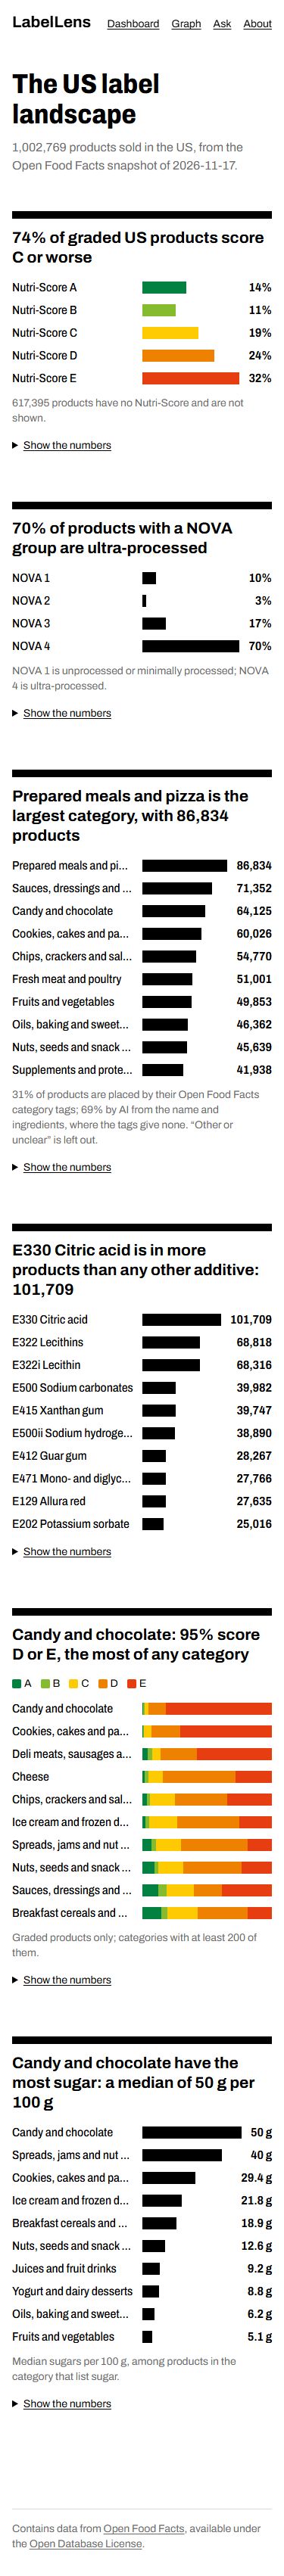 LabelLens Dashboard Graph Ask About
The US label
landscape
1,002,769 products sold in the US, from the
Open Food Facts snapshot of 2026-11-17.
74% of graded US products score
C or worse
Nutri-Score A 14%
Nutri-Score B 11%
Nutri-Score C 19%
Nutri-Score D 24%
Nutri-Score E 32%
617,395 products have no Nutri-Score and are not
shown.
Show the numbers
70% of products with a NOVA
group are ultra-processed
NOVA 1 10%
NOVA 2 3%
NOVA 3 17%
NOVA 4 70%
NOVA 1 is unprocessed or minimally processed; NOVA
4 is ultra-processed.
Show the numbers
Prepared meals and pizza is the
largest category, with 86,834
products
Prepared meals and pi... 86,834
Sauces, dressings and ... 71,352
Candy and chocolate 64,125
Cookies, cakes and pa... 60,026
Chips, crackers and sal... 54,770
Fresh meat and poultry 51,001
Fruits and vegetables 49,853
Oils, baking and sweet... 46,362
Nuts, seeds and snack ... 45,639
Supplements and prote... 41,938
31% of products are placed by their Open Food Facts
category tags; 69% by AI from the name and
ingredients, where the tags give none. “Other or
unclear” is left out.
Show the numbers
E330 Citric acid is in more
products than any other additive:
101,709
E330 Citric acid 101,709
E322 Lecithins 68,818
E322i Lecithin 68,316
E500 Sodium carbonates 39,982
E415 Xanthan gum 39,747
E500ii Sodium hydroge... 38,890
E412 Guar gum 28,267
E471 Mono- and diglyc... 27,766
E129 Allura red 27,635
E202 Potassium sorbate 25,016
Show the numbers
Candy and chocolate: 95% score
D or E, the most of any category
A B C D E
Candy and chocolate
Cookies, cakes and pa...
Deli meats, sausages a...
Cheese
Chips, crackers and sal...
Ice cream and frozen d...
Spreads, jams and nut ...
Nuts, seeds and snack ...
Sauces, dressings and ...
Breakfast cereals and ...
Graded products only; categories with at least 200 of
them.
Show the numbers
Candy and chocolate have the
most sugar: a median of 50 g per
100 g
Candy and chocolate 50 g
Spreads, jams and nut ... 40 g
Cookies, cakes and pa... 29.4 g
Ice cream and frozen d... 21.8 g
Breakfast cereals and ... 18.9 g
Nuts, seeds and snack ... 12.6 g
Juices and fruit drinks 9.2 g
Yogurt and dairy desserts 8.8 g
Oils, baking and sweet... 6.2 g
Fruits and vegetables 5.1 g
Median sugars per 100 g, among products in the
category that list sugar.
Show the numbers
Contains data from Open Food Facts, available under
the Open Database License.